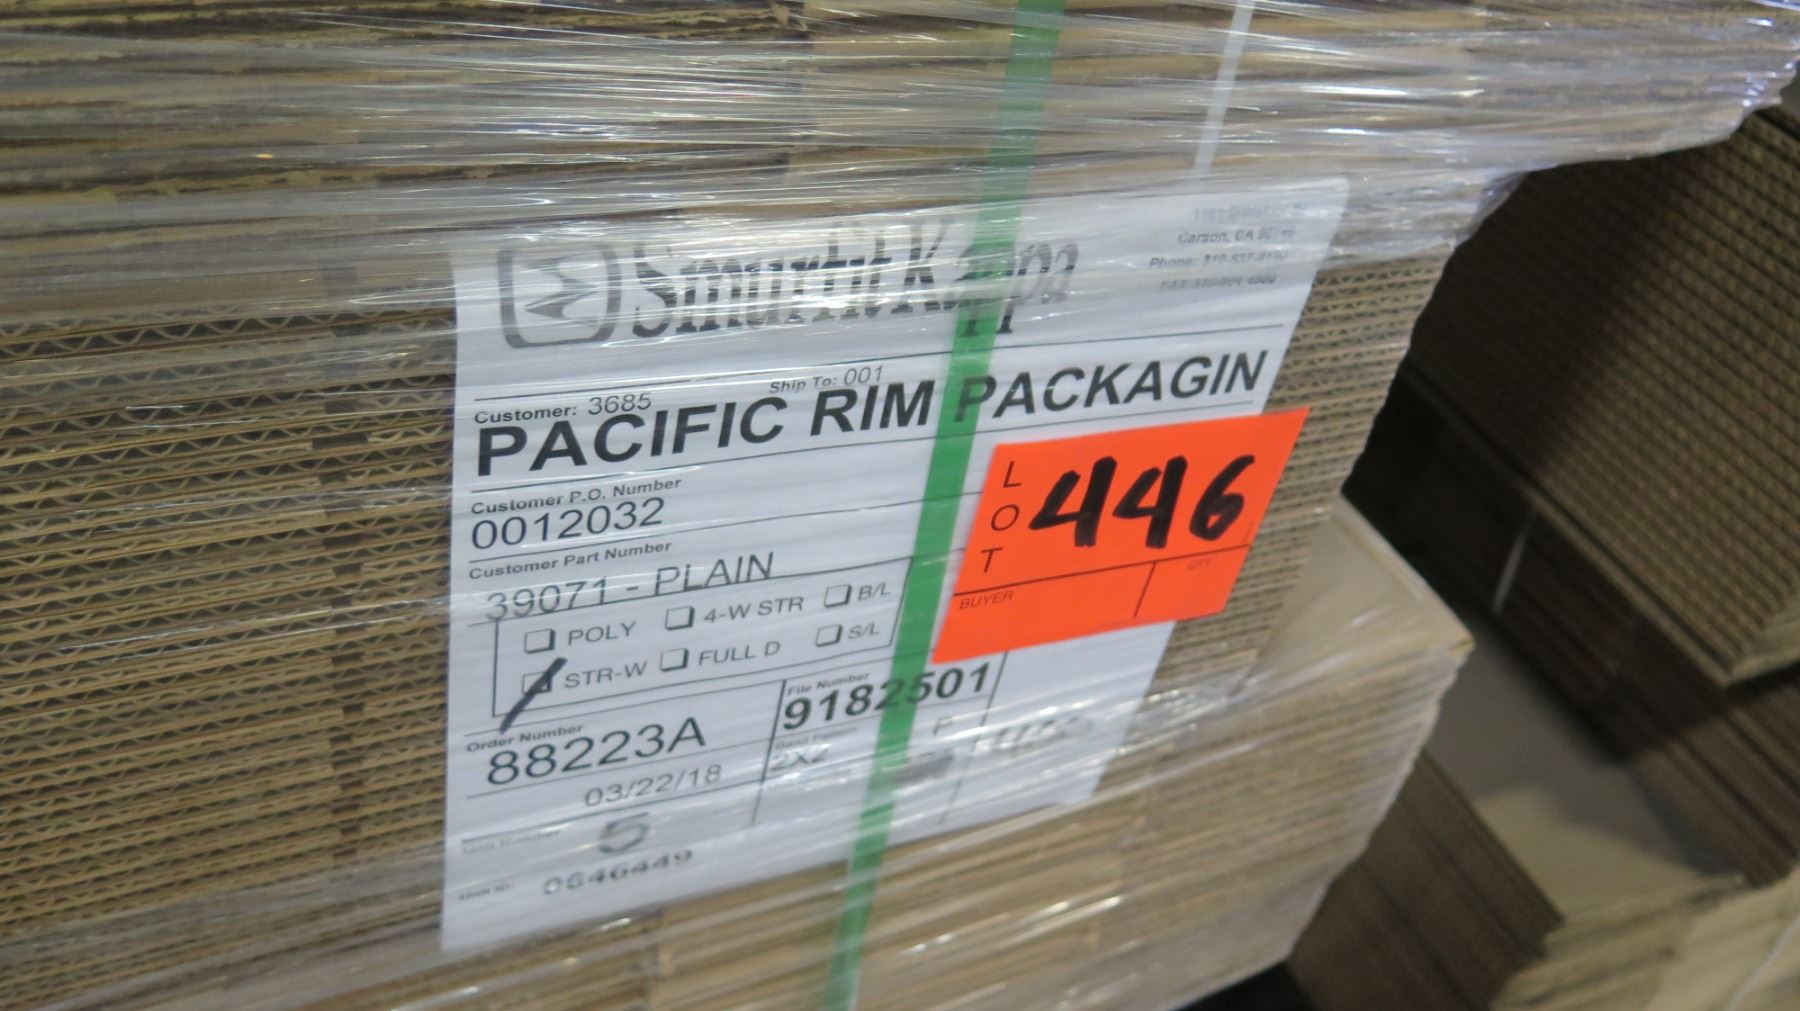 Smurfit Kappa
Carson, CA
Phone:
Ship To: 001
Customer: 3685
PACIFIC RIM PACKAGIN
Customer P.O. Number
0012032
Customer Part Number
39071 - PLAIN
POLY 4-W STR B/L
STR-W FULL D S/L
Order Number
88223A
File Number
9182501
03/22/18
2X2
5
0646449
LOT
446
BUYER
QTY